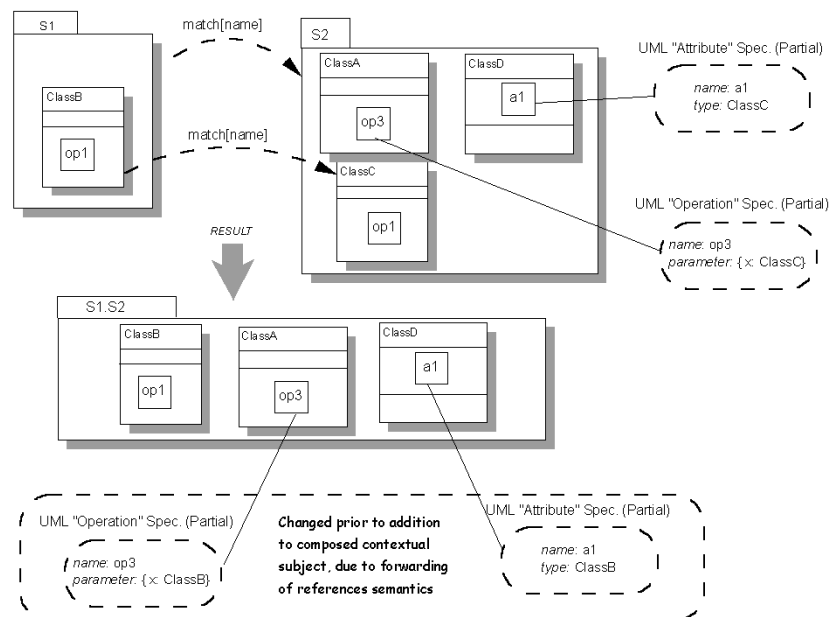 S1
match[name]
S2
ClassA
ClassD
UML "Attribute" Spec. (Partial)
name: a1
type: ClassC
a1
ClassB
op3
op1
match[name]
ClassC
op1
UML "Operation" Spec. (Partial)
name: op3
parameter: {x: ClassC}
RESULT
S1.S2
ClassB
ClassA
ClassD
a1
op1
op3
UML "Operation" Spec. (Partial)
name: op3
parameter: {x: ClassB}
Changed prior to addition
to composed contextual
subject, due to forwarding
of references semantics
UML "Attribute" Spec. (Partial)
name: a1
type: ClassB